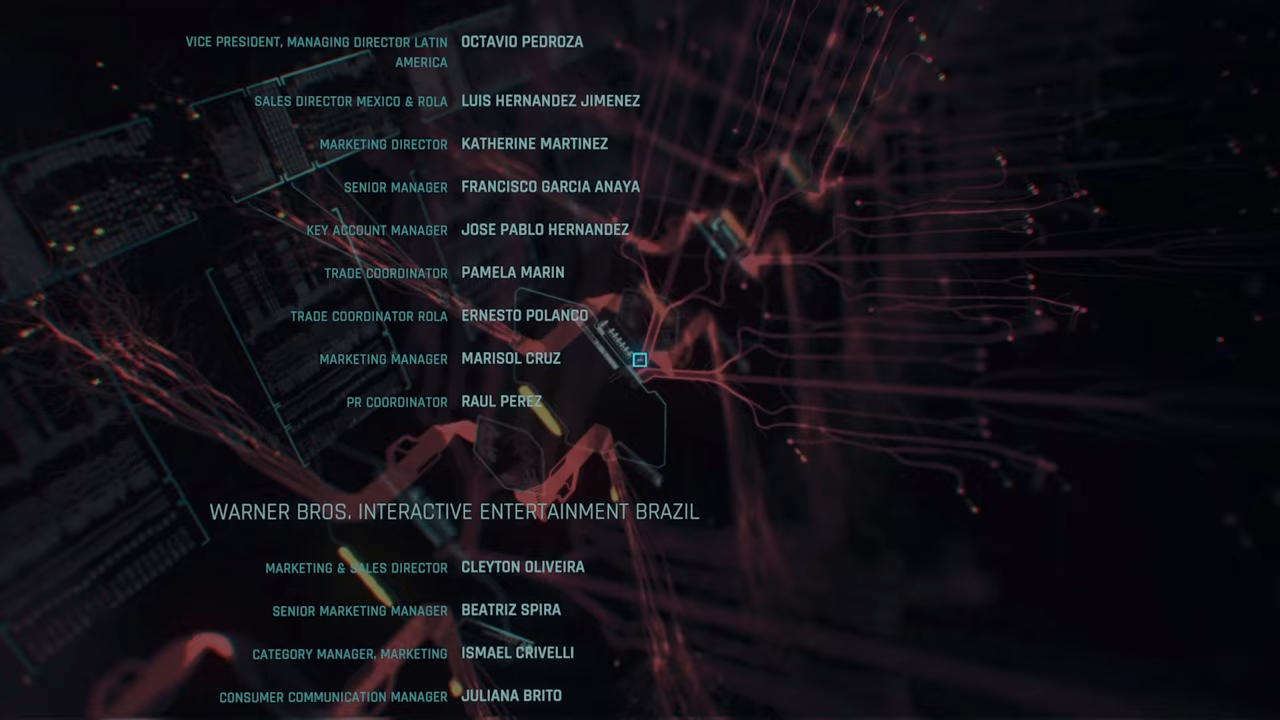 VICE PRESIDENT, MANAGING DIRECTOR LATIN AMERICA OCTAVIO PEDROZA
SALES DIRECTOR MEXICO & ROLA LUIS HERNANDEZ JIMENEZ
MARKETING DIRECTOR KATHERINE MARTINEZ
SENIOR MANAGER FRANCISCO GARCIA ANAYA
KEY ACCOUNT MANAGER JOSE PABLO HERNANDEZ
TRADE COORDINATOR PAMELA MARIN
TRADE COORDINATOR ROLA ERNESTO POLANCO
MARKETING MANAGER MARISOL CRUZ
PR COORDINATOR RAUL PEREZ
WARNER BROS. INTERACTIVE ENTERTAINMENT BRAZIL
MARKETING & SALES DIRECTOR CLEYTON OLIVEIRA
SENIOR MARKETING MANAGER BEATRIZ SPIRA
CATEGORY MANAGER, MARKETING ISMAEL CRIVELLI
CONSUMER COMMUNICATION MANAGER JULIANA BRITO